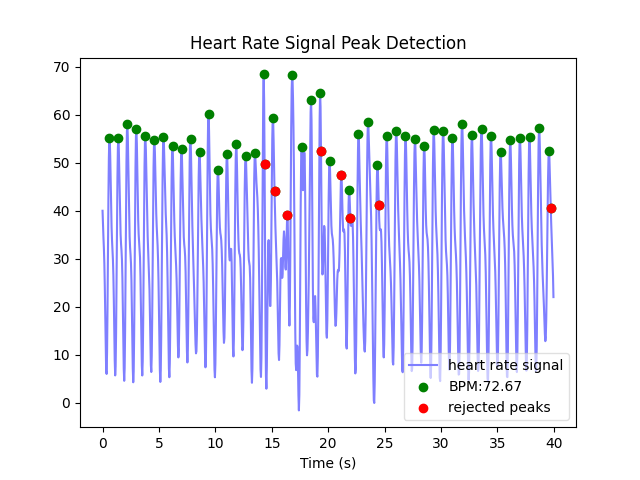 Heart Rate Signal Peak Detection
70
60
50
40
30
20
10
0
heart rate signal
BPM:72.67
rejected peaks
0 5 10 15 20 25 30 35 40
Time (s)